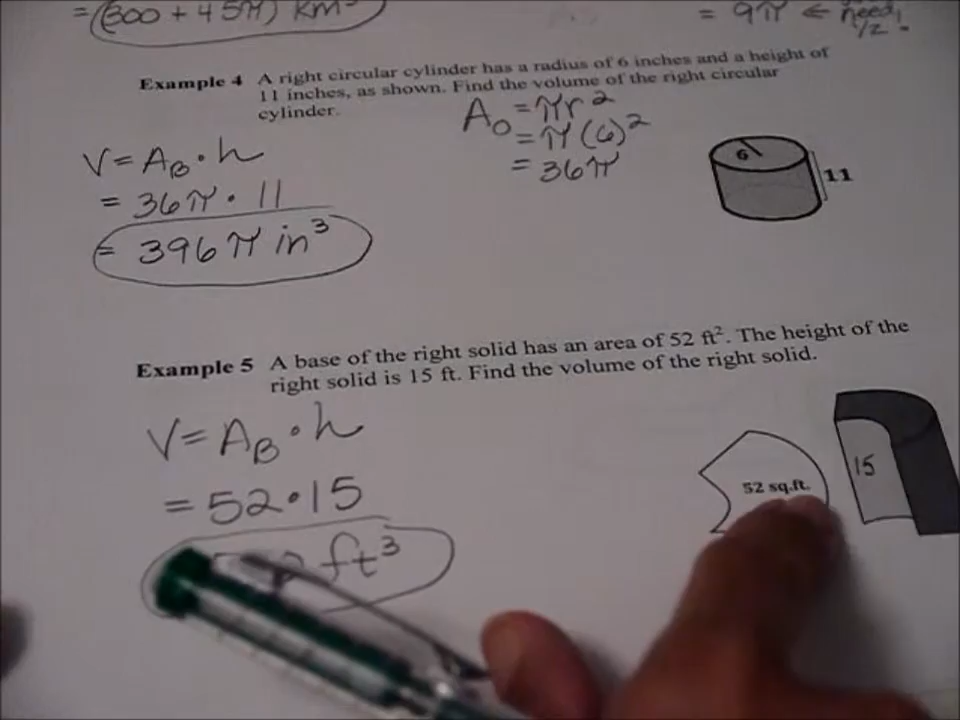 = (300 + 45π) km³
= 9π ← need
1/2.
Example 4 A right circular cylinder has a radius of 6 inches and a height of
11 inches, as shown. Find the volume of the right circular
cylinder.
A○ = πr²
= π(6)²
= 36π
V = A_B · h
= 36π · 11
= 396π in³
6
11
Example 5 A base of the right solid has an area of 52 ft². The height of the
right solid is 15 ft. Find the volume of the right solid.
V = A_B · h
= 52 · 15
ft³
52 sq.ft.
15